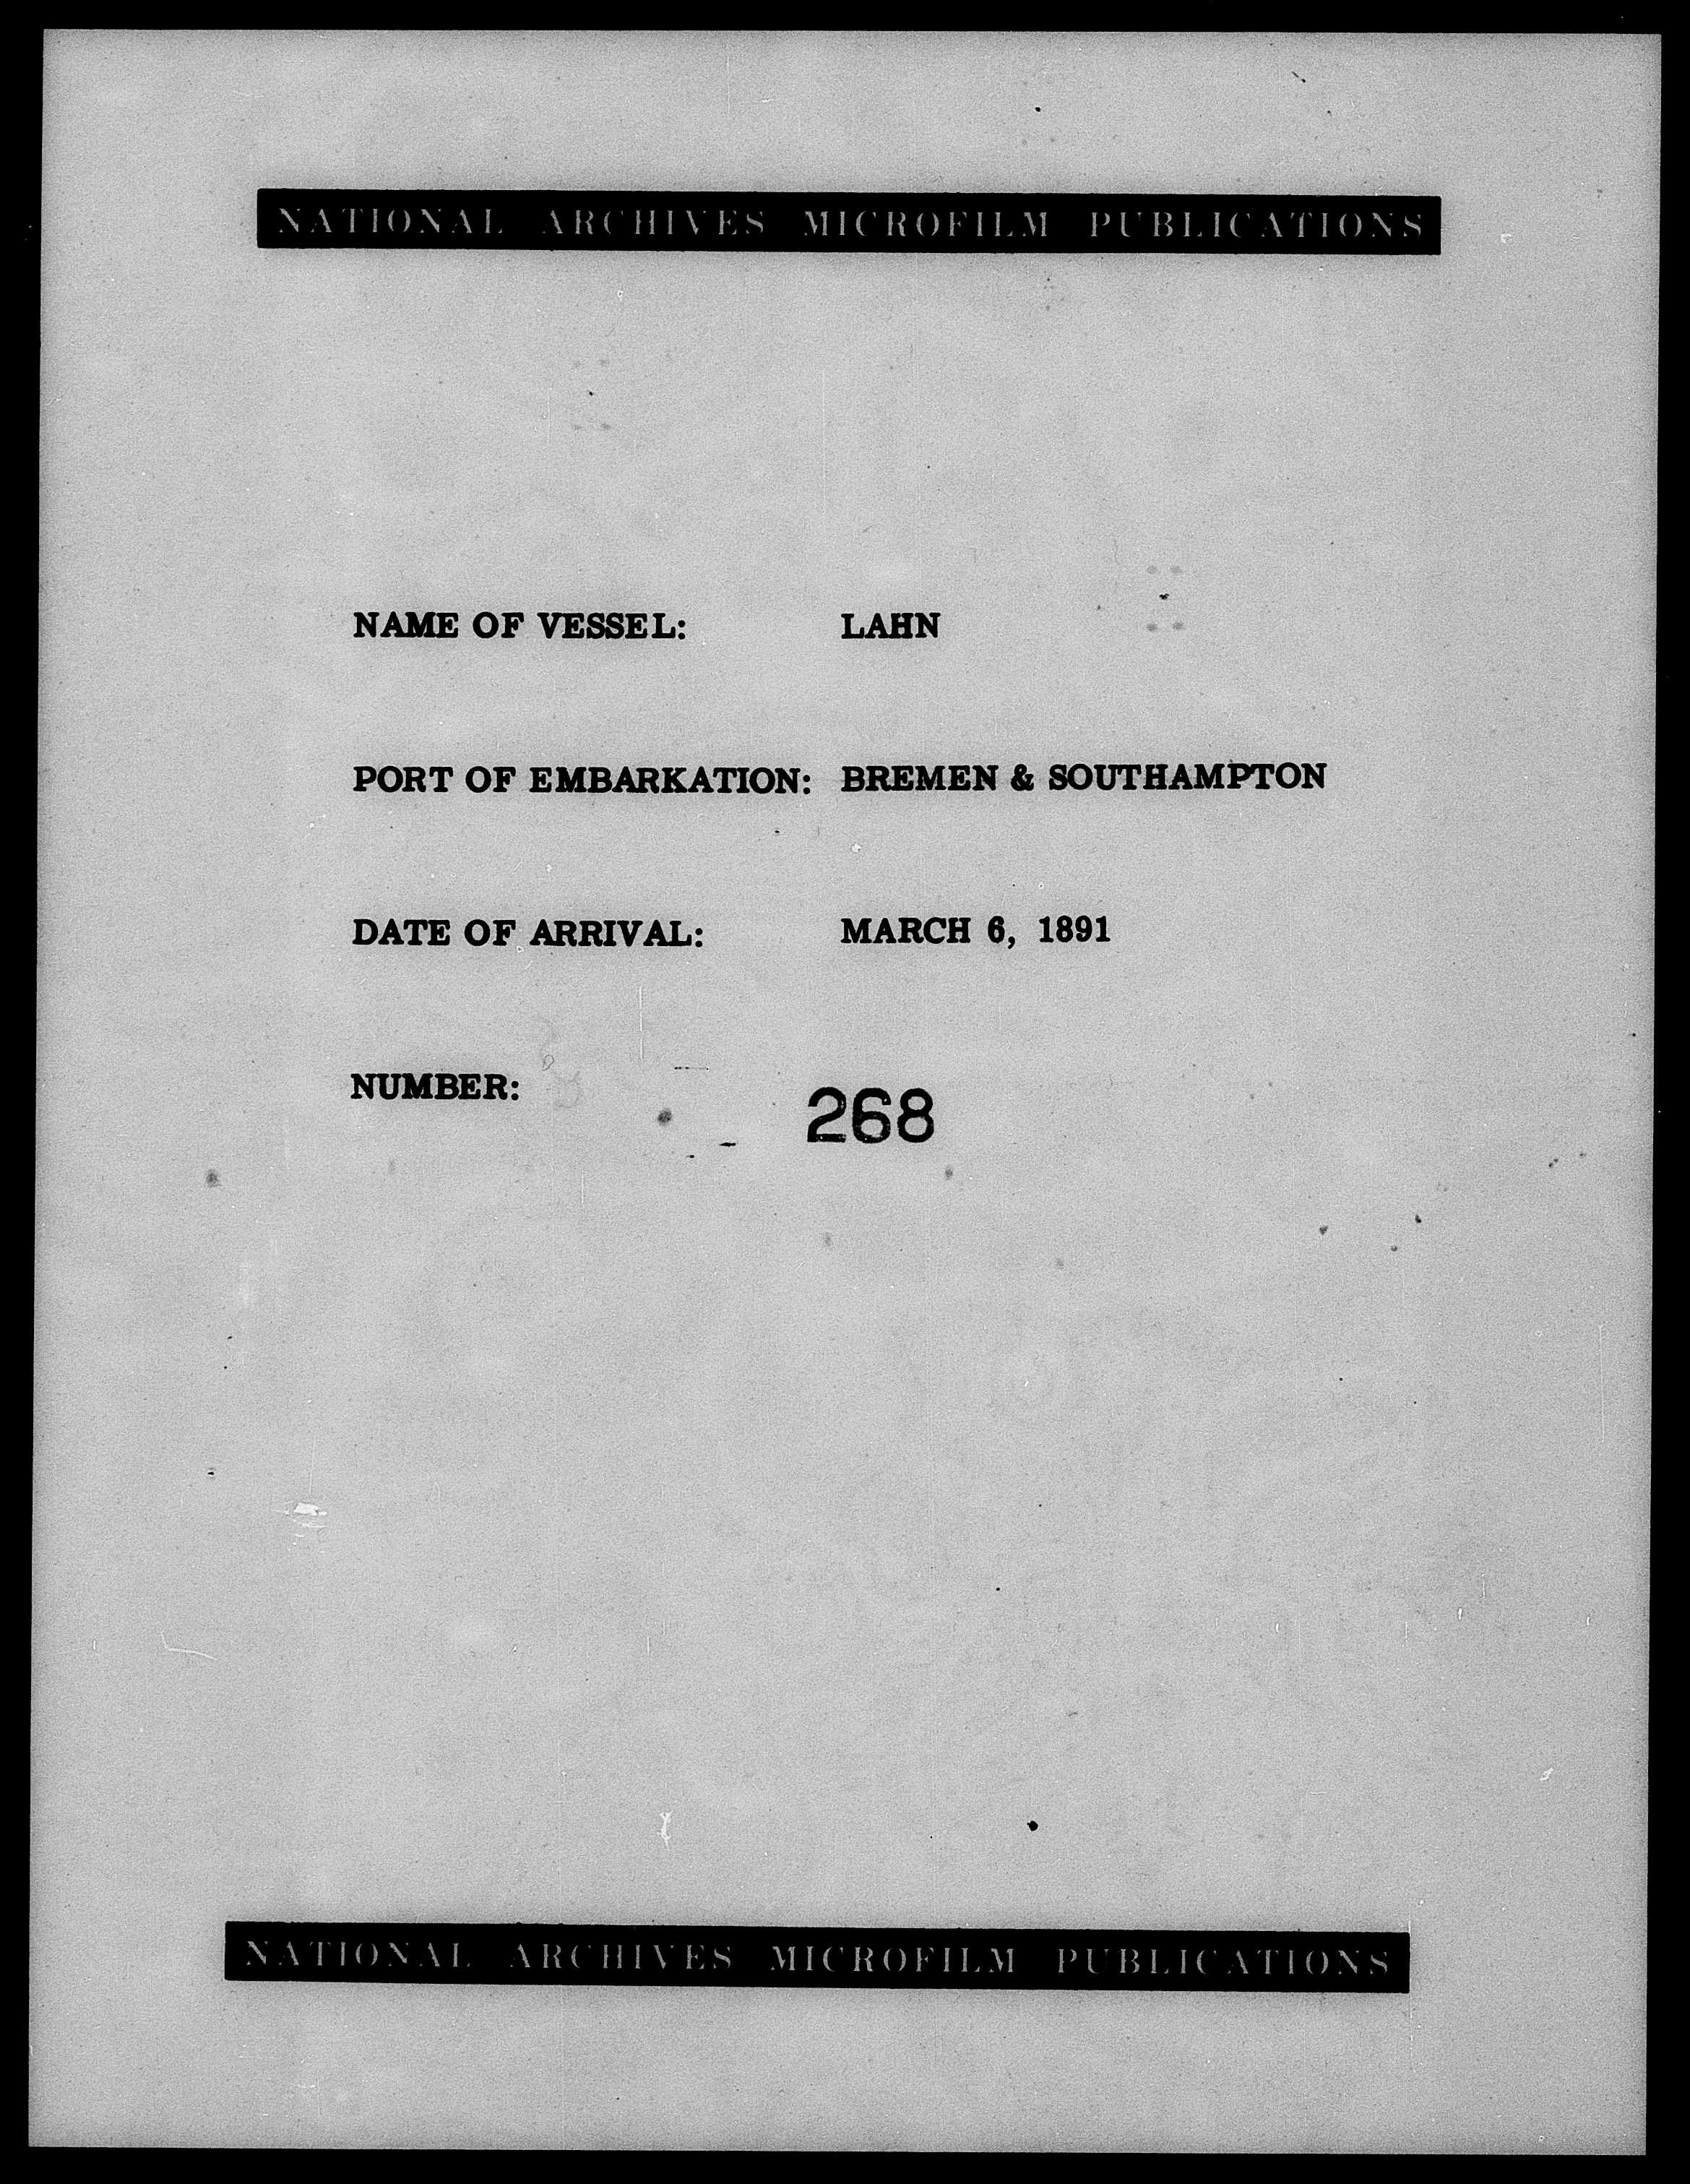 NATIONAL ARCHIVES MICROFILM PUBLICATIONS
NAME OF VESSEL: LAHN
PORT OF EMBARKATION: BREMEN & SOUTHAMPTON
DATE OF ARRIVAL: MARCH 6, 1891
NUMBER: 268
NATIONAL ARCHIVES MICROFILM PUBLICATIONS